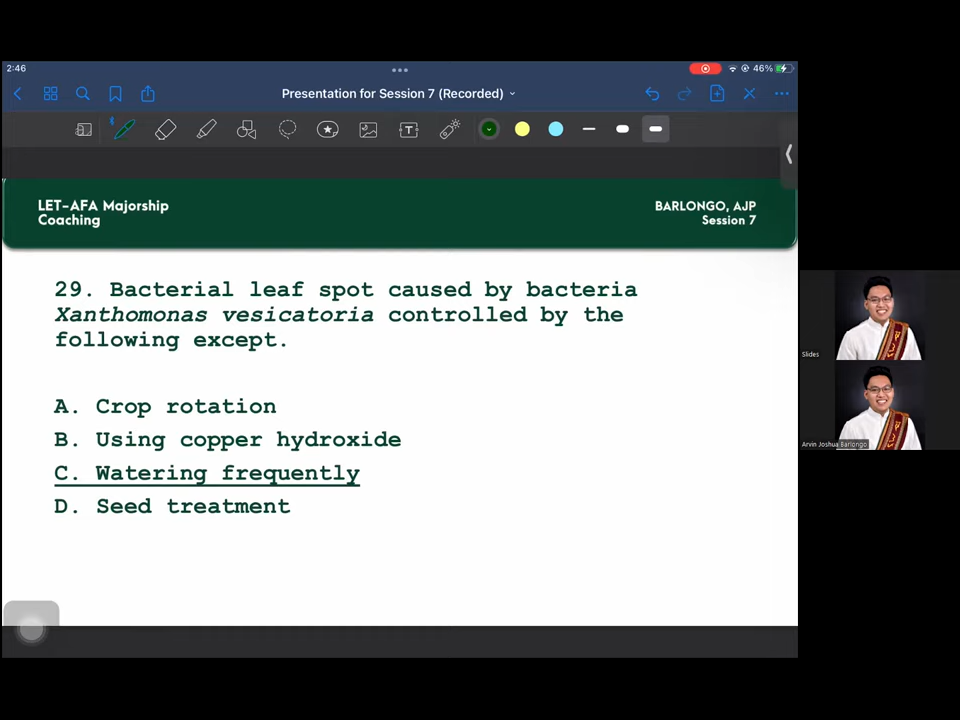 2:46
46%
Presentation for Session 7 (Recorded)
T
LET-AFA Majorship
Coaching
BARLONGO, AJP
Session 7
29. Bacterial leaf spot caused by bacteria
Xanthomonas vesicatoria controlled by the
following except.
A. Crop rotation
B. Using copper hydroxide
C. Watering frequently
D. Seed treatment
Slides
Arvin Joshua Barlongo